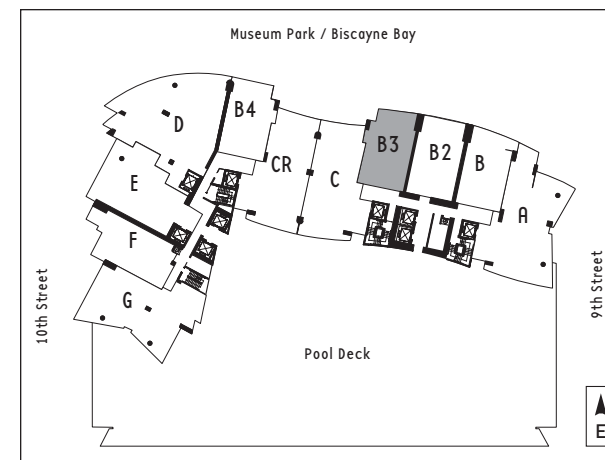 Museum Park / Biscayne Bay
B4
D
B3
B2
B
CR
C
E
A
F
G
10th Street
9th Street
Pool Deck
E